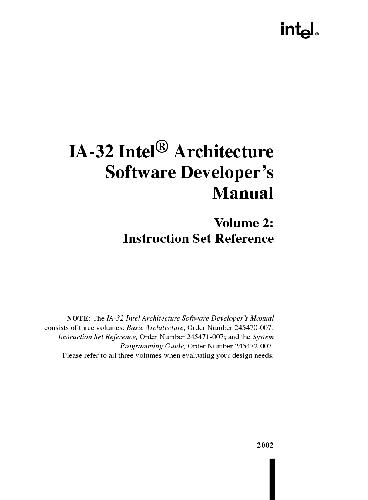 intel®
IA-32 Intel® Architecture
Software Developer's
Manual
Volume 2:
Instruction Set Reference
NOTE: The IA-32 Intel Architecture Software Developer's Manual
consists of three volumes: Basic Architecture, Order Number 245470-007;
Instruction Set Reference, Order Number 245471-007; and the System
Programming Guide, Order Number 245472-007.
Please refer to all three volumes when evaluating your design needs.
2002